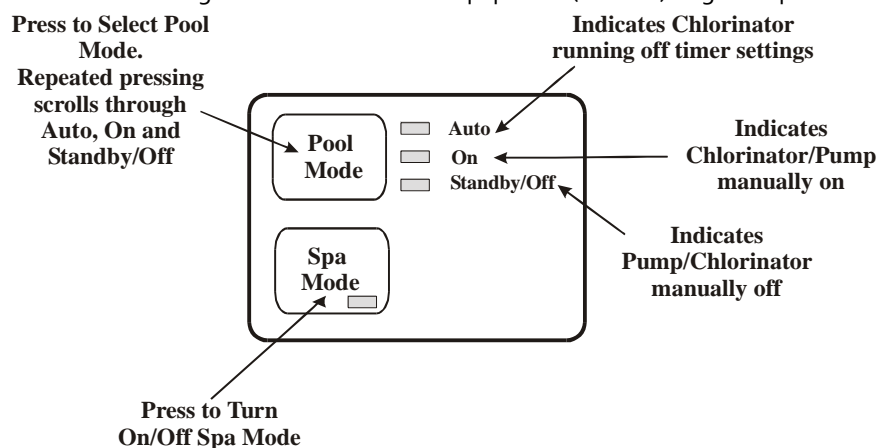 Press to Select Pool
Mode.
Repeated pressing
scrolls through
Auto, On and
Standby/Off
Indicates Chlorinator
running off timer settings
Pool
Mode
Auto
On
Standby/Off
Indicates
Chlorinator/Pump
manually on
Indicates
Pump/Chlorinator
manually off
Spa
Mode
Press to Turn
On/Off Spa Mode